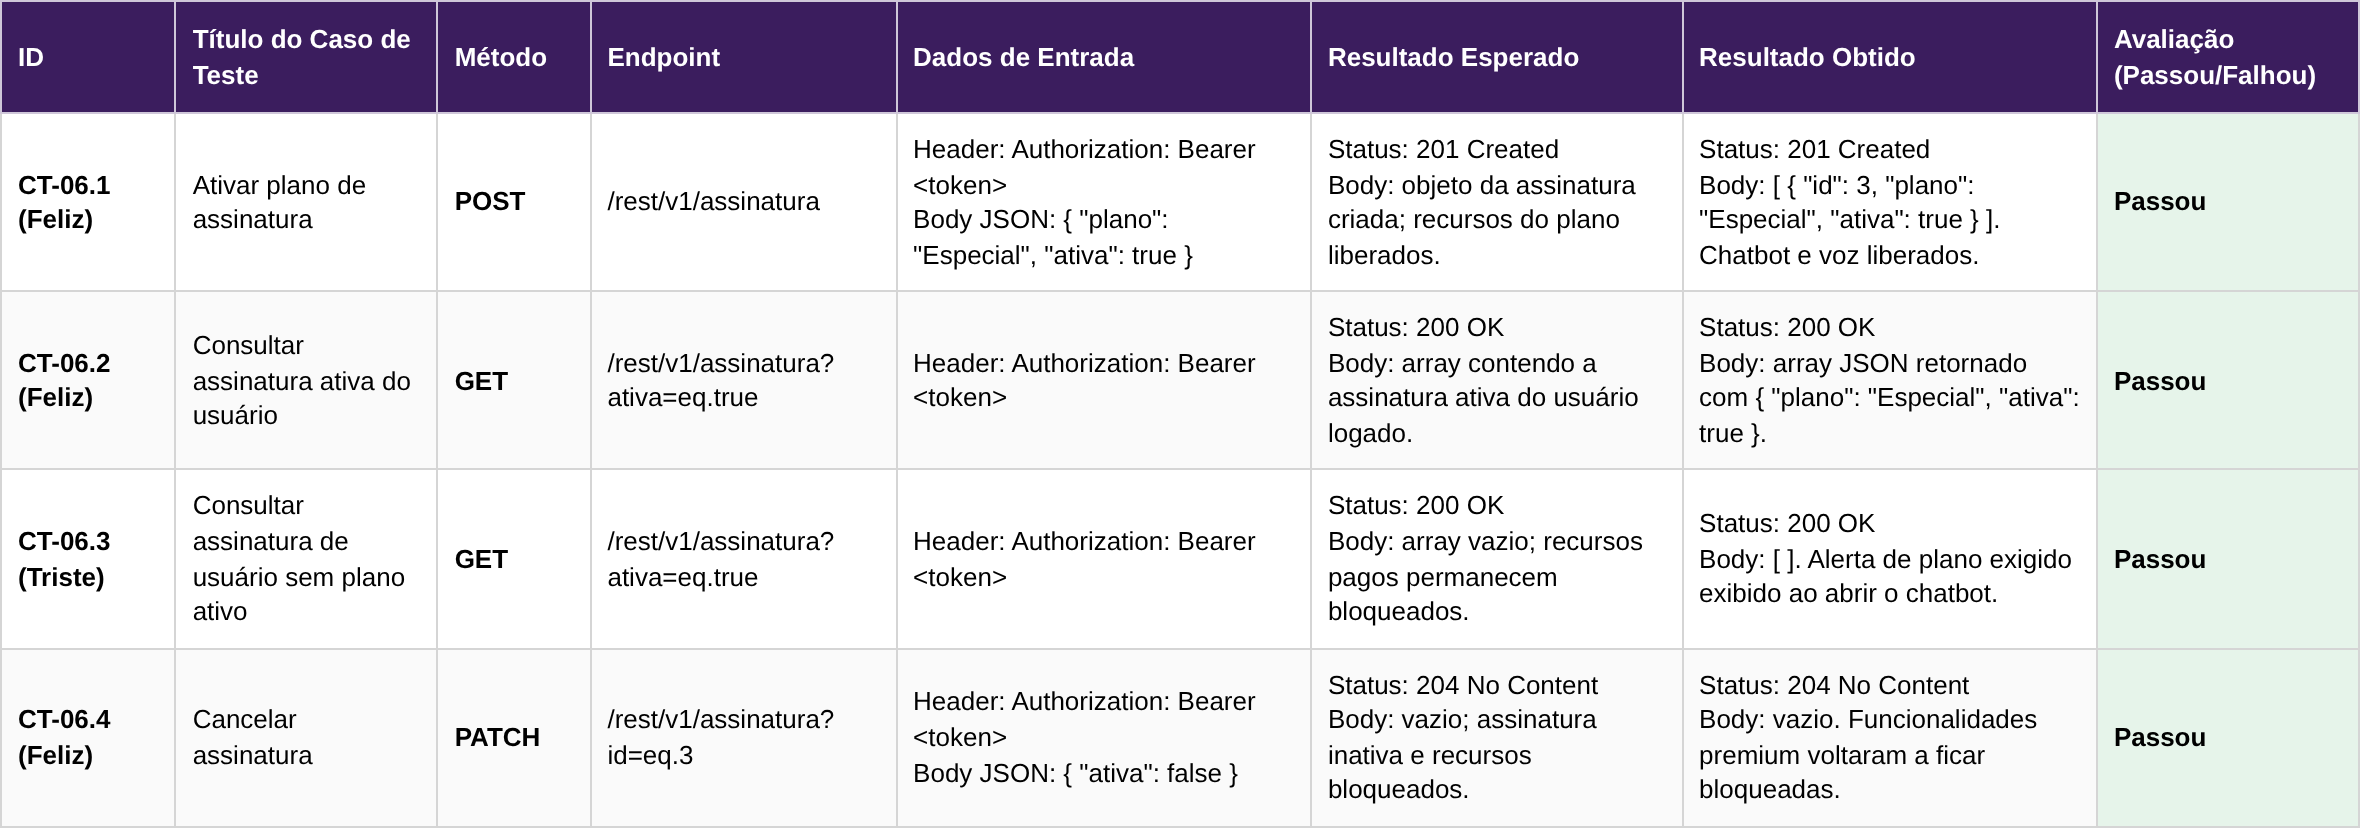 ID
Título do Caso de
Teste
Método
Endpoint
Dados de Entrada
Resultado Esperado
Resultado Obtido
Avaliação
(Passou/Falhou)
CT-06.1
(Feliz)
Ativar plano de
assinatura
POST
/rest/v1/assinatura
Header: Authorization: Bearer
<token>
Body JSON: { "plano":
"Especial", "ativa": true }
Status: 201 Created
Body: objeto da assinatura
criada; recursos do plano
liberados.
Status: 201 Created
Body: [ { "id": 3, "plano":
"Especial", "ativa": true } ].
Chatbot e voz liberados.
Passou
CT-06.2
(Feliz)
Consultar
assinatura ativa do
usuário
GET
/rest/v1/assinatura?
ativa=eq.true
Header: Authorization: Bearer
<token>
Status: 200 OK
Body: array contendo a
assinatura ativa do usuário
logado.
Status: 200 OK
Body: array JSON retornado
com { "plano": "Especial", "ativa":
true }.
Passou
CT-06.3
(Triste)
Consultar
assinatura de
usuário sem plano
ativo
GET
/rest/v1/assinatura?
ativa=eq.true
Header: Authorization: Bearer
<token>
Status: 200 OK
Body: array vazio; recursos
pagos permanecem
bloqueados.
Status: 200 OK
Body: [ ]. Alerta de plano exigido
exibido ao abrir o chatbot.
Passou
CT-06.4
(Feliz)
Cancelar
assinatura
PATCH
/rest/v1/assinatura?
id=eq.3
Header: Authorization: Bearer
<token>
Body JSON: { "ativa": false }
Status: 204 No Content
Body: vazio; assinatura
inativa e recursos
bloqueados.
Status: 204 No Content
Body: vazio. Funcionalidades
premium voltaram a ficar
bloqueadas.
Passou